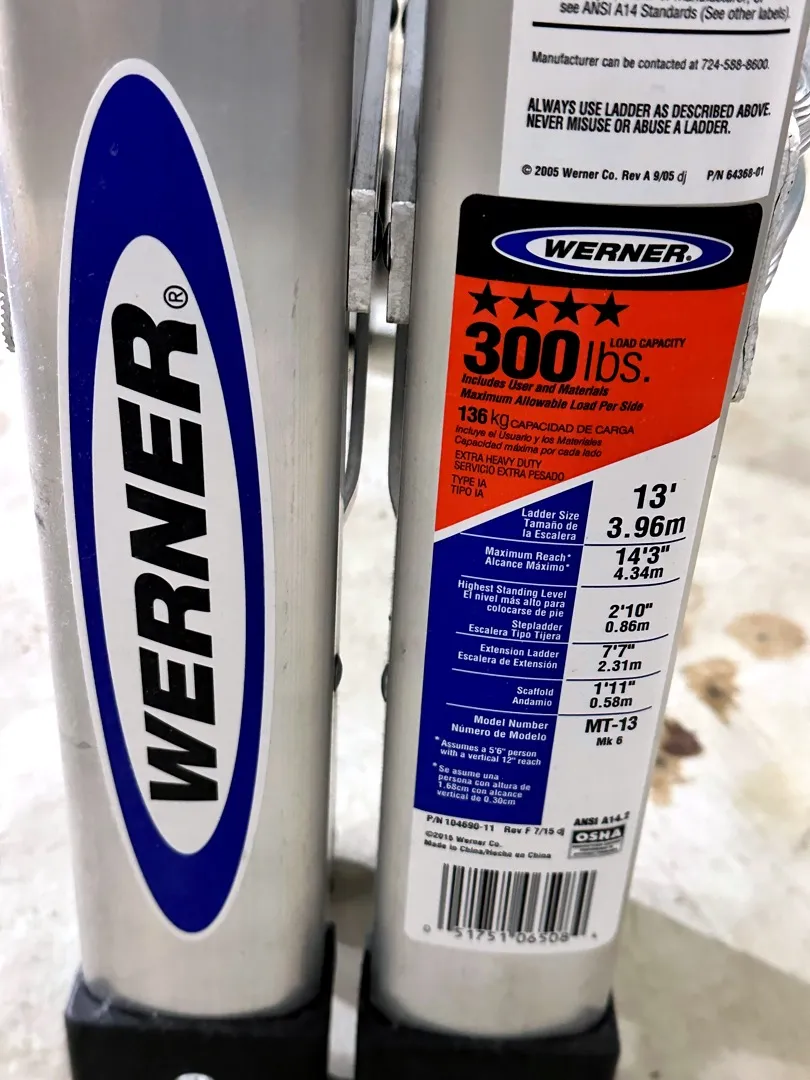 WERNER®
see ANSI A14 Standards (See other labels).
Manufacturer can be contacted at 724-588-8600.
ALWAYS USE LADDER AS DESCRIBED ABOVE.
NEVER MISUSE OR ABUSE A LADDER.
© 2005 Werner Co. Rev A 9/05 dj P/N 64368-01
WERNER®
★★★★
300 lbs. LOAD CAPACITY
Includes User and Materials
Maximum Allowable Load Per Side
136 kg CAPACIDAD DE CARGA
Incluye el Usuario y los Materiales
Capacidad máxima por cada lado
EXTRA HEAVY DUTY
SERVICIO EXTRA PESADO
TYPE IA
TIPO IA
Ladder Size
Tamaño de
la Escalera
13'
3.96m
Maximum Reach*
Alcance Máximo*
14'3"
4.34m
Highest Standing Level
El nivel más alto para
colocarse de pie
Stepladder
Escalera Tipo Tijera
2'10"
0.86m
Extension Ladder
Escalera de Extensión
7'7"
2.31m
Scaffold
Andamio
1'11"
0.58m
Model Number
Número de Modelo
MT-13
Mk 6
* Assumes a 5'6" person
with a vertical 12" reach
* Se asume una
persona con altura de
1.68cm con alcance
vertical de 0.30cm
P/N 104690-11 Rev F 7/15 dj
©2015 Werner Co.
Made in China/Hecho en China
ANSI A14.2
OSHA
0 51751 06508 4